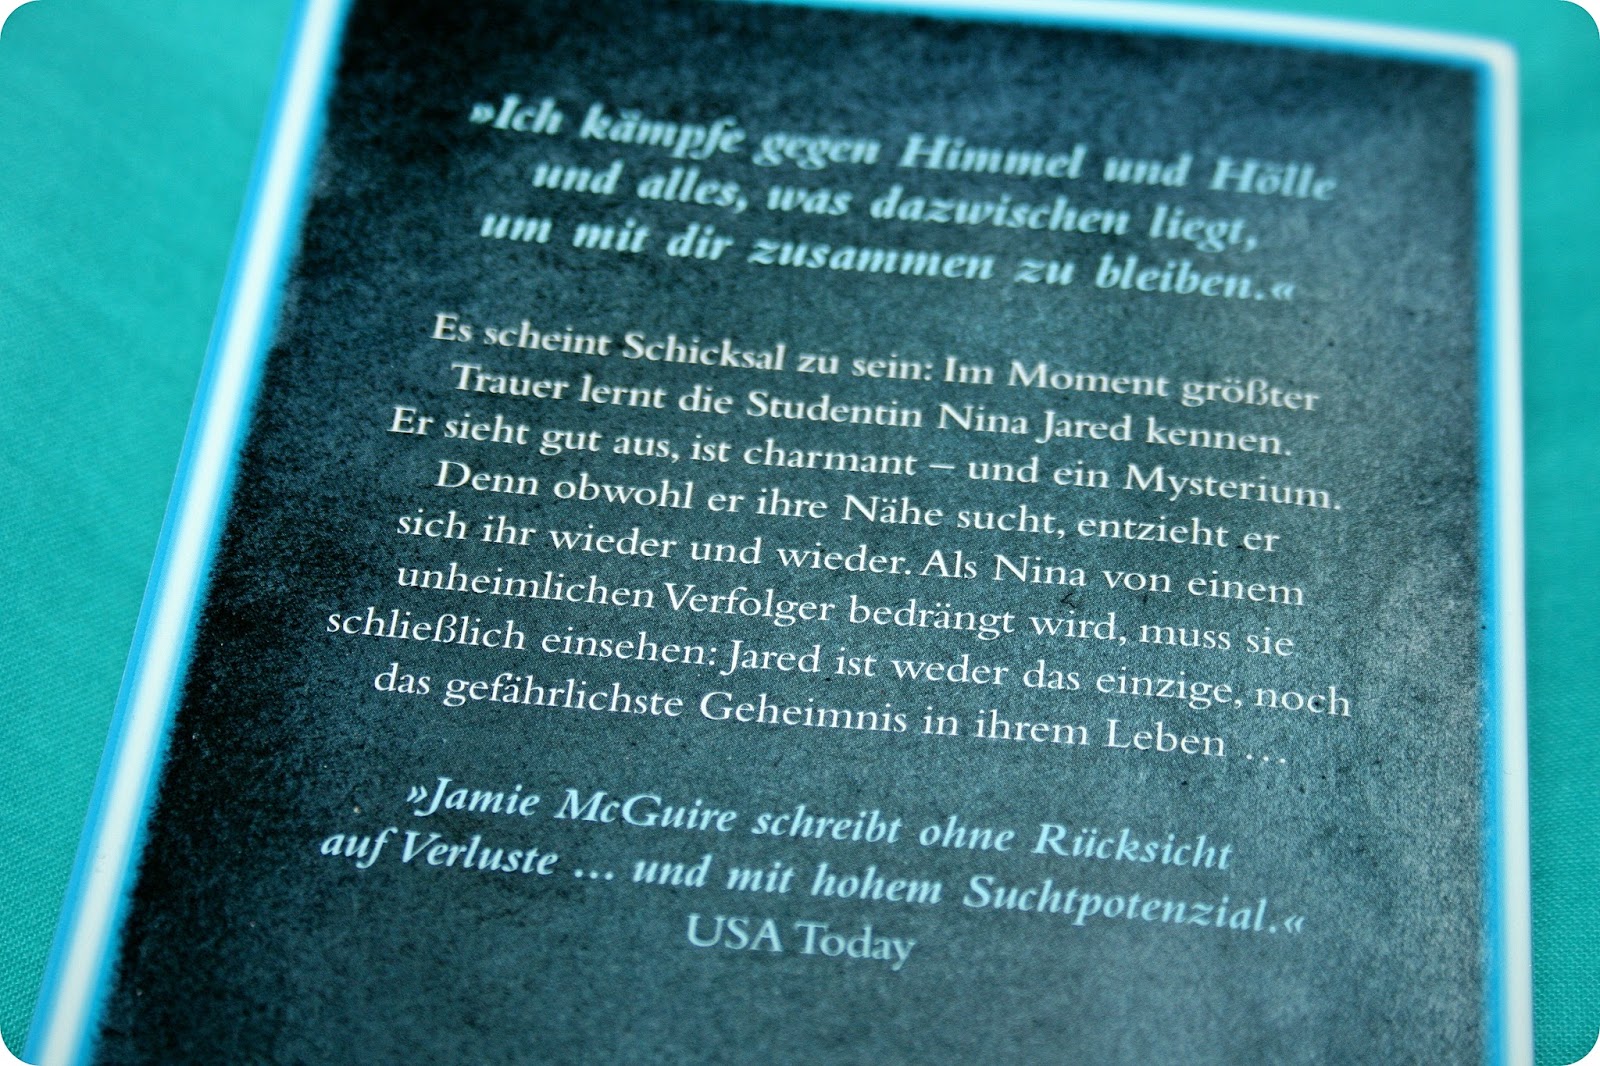 »Ich kämpfe gegen Himmel und Hölle
und alles, was dazwischen liegt,
um mit dir zusammen zu bleiben.«
Es scheint Schicksal zu sein: Im Moment größter
Trauer lernt die Studentin Nina Jared kennen.
Er sieht gut aus, ist charmant – und ein Mysterium.
Denn obwohl er ihre Nähe sucht, entzieht er
sich ihr wieder und wieder. Als Nina von einem
unheimlichen Verfolger bedrängt wird, muss sie
schließlich einsehen: Jared ist weder das einzige, noch
das gefährlichste Geheimnis in ihrem Leben …
»Jamie McGuire schreibt ohne Rücksicht
auf Verluste … und mit hohem Suchtpotenzial.«
USA Today